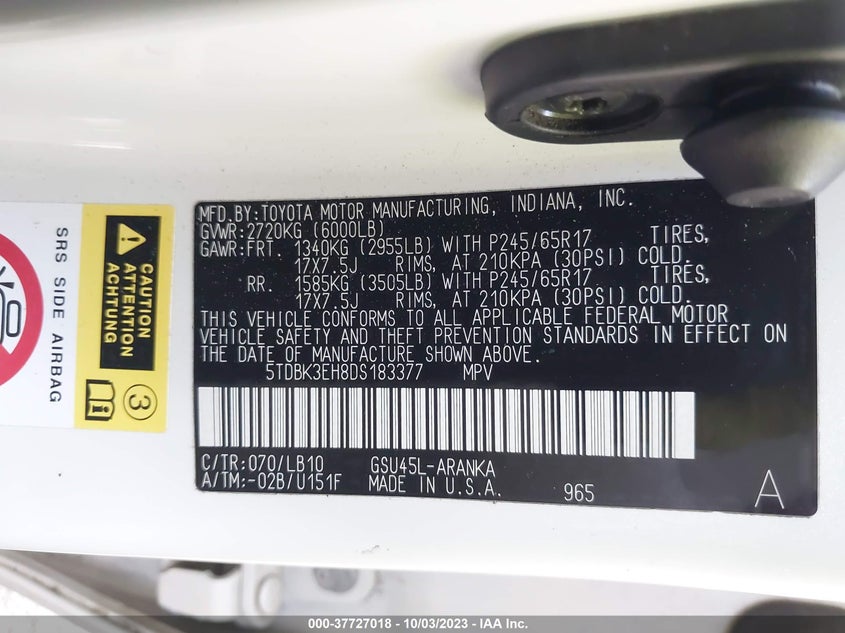 MFD.BY:TOYOTA MOTOR MANUFACTURING, INDIANA, INC.
GVWR:2720KG (6000LB)
GAWR:FRT. 1340KG (2955LB) WITH P245/65R17 TIRES,
17X7.5J RIMS, AT 210KPA (30PSI) COLD.
RR. 1585KG (3505LB) WITH P245/65R17 TIRES,
17X7.5J RIMS, AT 210KPA (30PSI) COLD.
THIS VEHICLE CONFORMS TO ALL APPLICABLE FEDERAL MOTOR
VEHICLE SAFETY AND THEFT PREVENTION STANDARDS IN EFFECT ON
THE DATE OF MANUFACTURE SHOWN ABOVE.
5TDBK3EH8DS183377 MPV
C/TR:070/LB10 GSU45L-ARANKA
A/TM:-02B/U151F MADE IN U.S.A. 965 A
SRS SIDE AIRBAG
CAUTION
ATTENTION
ACHTUNG
3
000-37727018 - 10/03/2023 - IAA Inc.